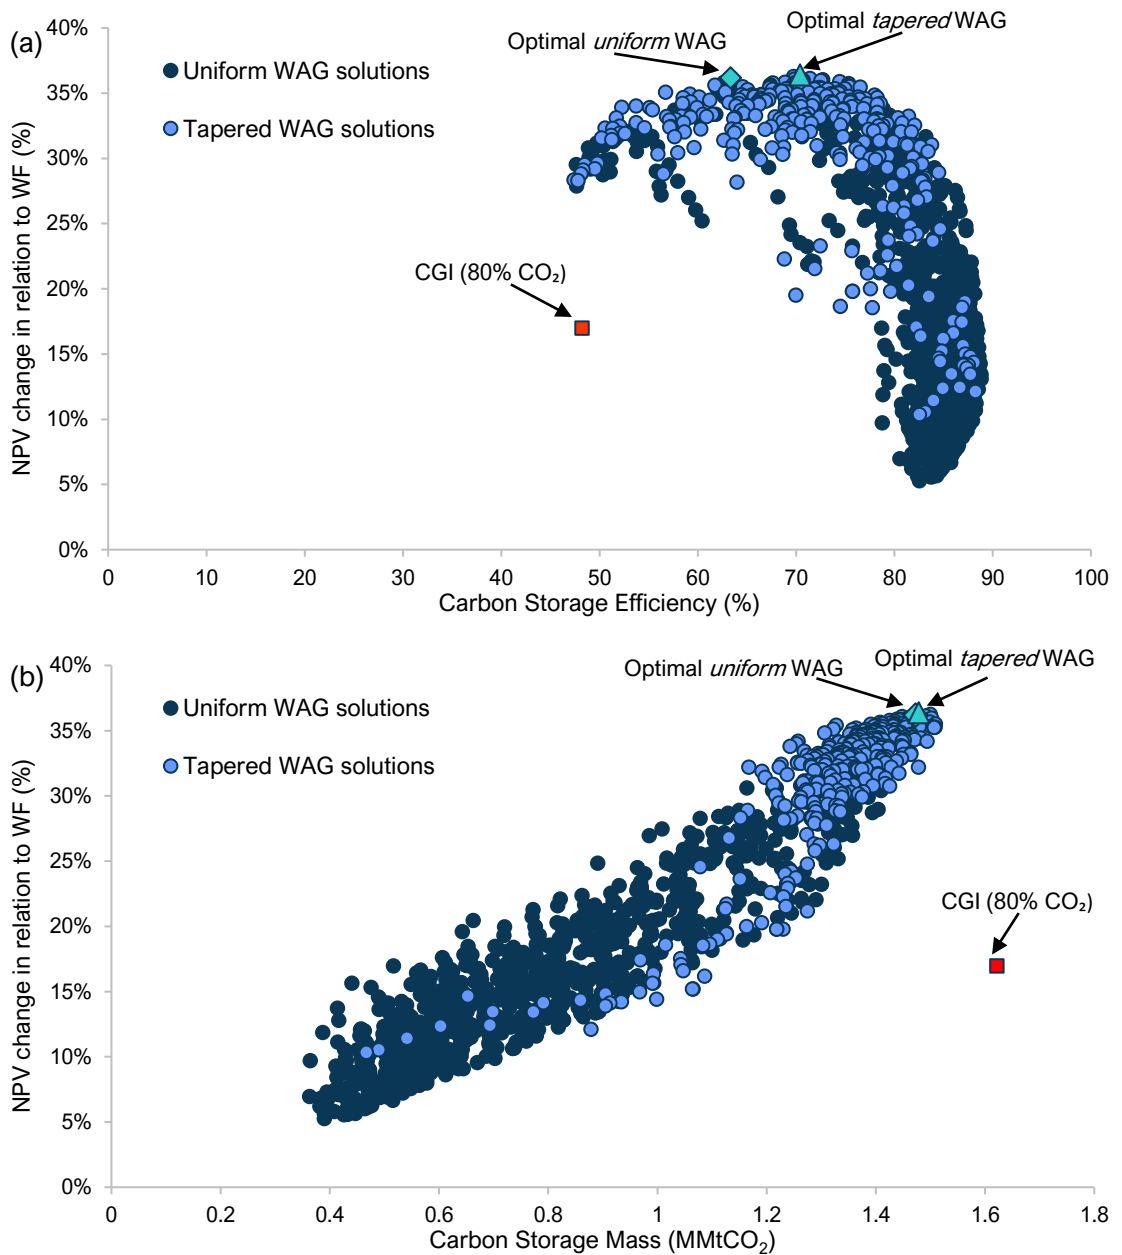 (a)
40%
35%
30%
25%
20%
15%
10%
5%
0%
NPV change in relation to WF (%)
Optimal uniform WAG
Optimal tapered WAG
Uniform WAG solutions
Tapered WAG solutions
CGI (80% CO₂)
0 10 20 30 40 50 60 70 80 90 100
Carbon Storage Efficiency (%)
(b)
40%
35%
30%
25%
20%
15%
10%
5%
0%
NPV change in relation to WF (%)
Optimal uniform WAG
Optimal tapered WAG
Uniform WAG solutions
Tapered WAG solutions
CGI (80% CO₂)
0 0.4 0.6 0.8 1 1.2 1.4 1.6 1.8
Carbon Storage Mass (MMtCO₂)